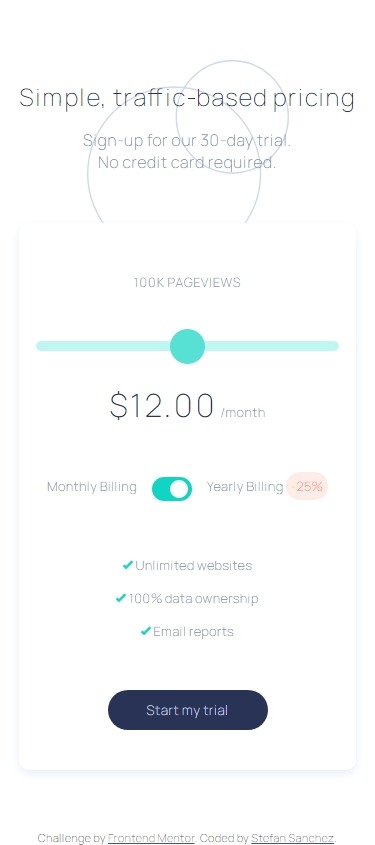 Simple, traffic-based pricing
Sign-up for our 30-day trial.
No credit card required.
100K PAGEVIEWS
$12.00 /month
Monthly Billing Yearly Billing -25%
Unlimited websites
100% data ownership
Email reports
Start my trial
Challenge by Frontend Mentor. Coded by Stefan Sanchez.